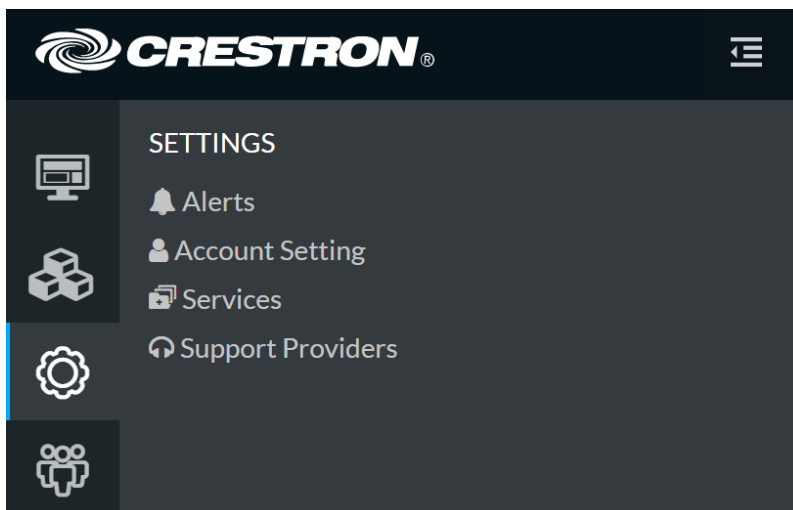 CRESTRON®
SETTINGS
Alerts
Account Setting
Services
Support Providers